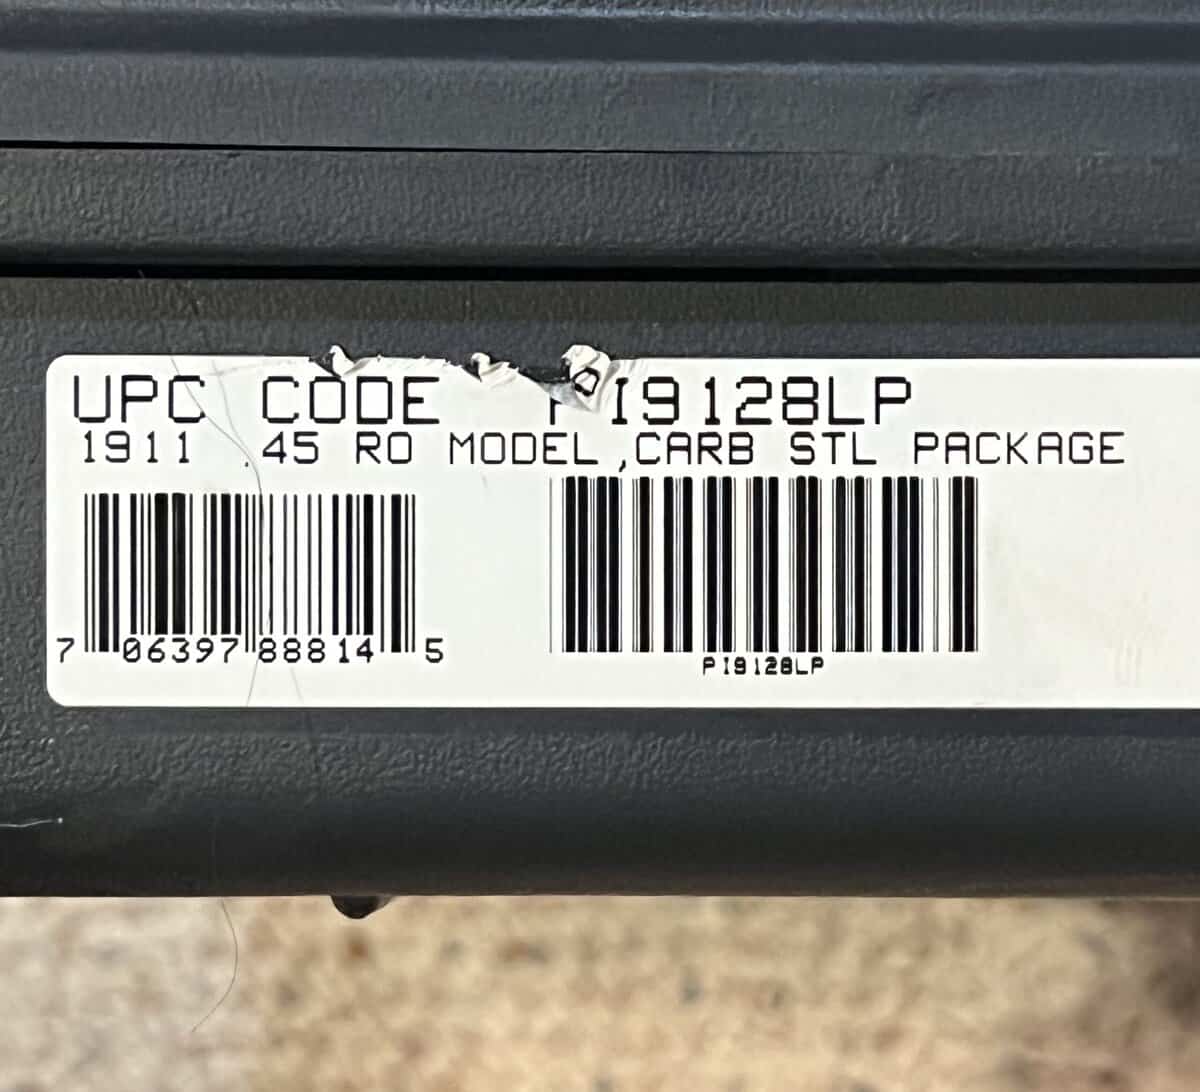 UPC CODE PI9128LP
1911 .45 RO MODEL,CARB STL PACKAGE
7 06397 88814 5
PI9128LP